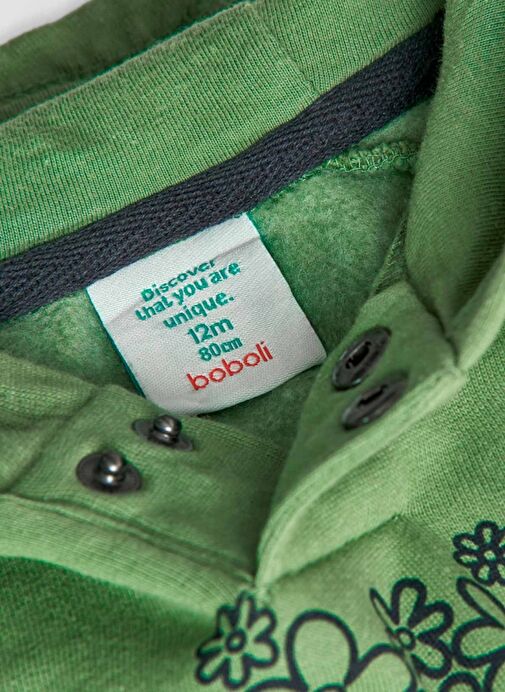 Discover
that you are
unique.
12m
80cm
boboli